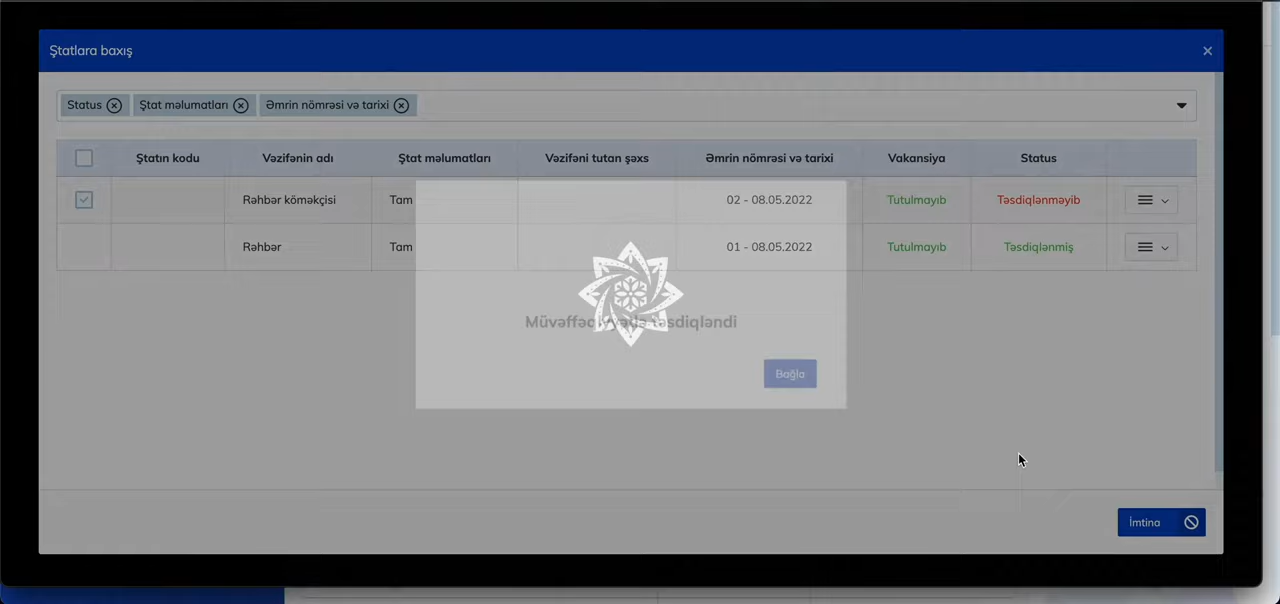 Ştatlara baxış
Status Ştat məlumatları Əmrin nömrəsi və tarixi
Ştatın kodu Vəzifənin adı Ştat məlumatları Vəzifəni tutan şəxs Əmrin nömrəsi və tarixi Vakansiya Status
Rəhbər köməkçisi Tam 02 - 08.05.2022 Tutulmayıb Təsdiqlənməyib
Rəhbər Tam 01 - 08.05.2022 Tutulmayıb Təsdiqlənmiş
Müvəffəqiyyətlə təsdiqləndi
Bağla
İmtina